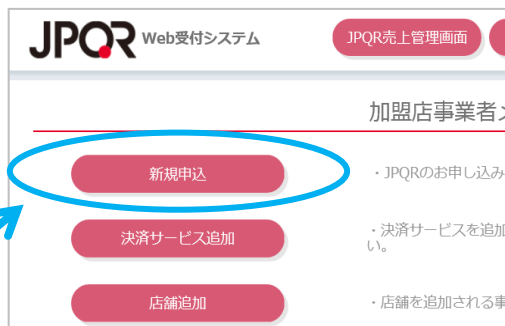 JPQR Web受付システム
JPQR売上管理画面
加盟店事業者
新規申込
・JPQRのお申し込み
決済サービス追加
・決済サービスを追加
い。
店舗追加
・店舗を追加される事